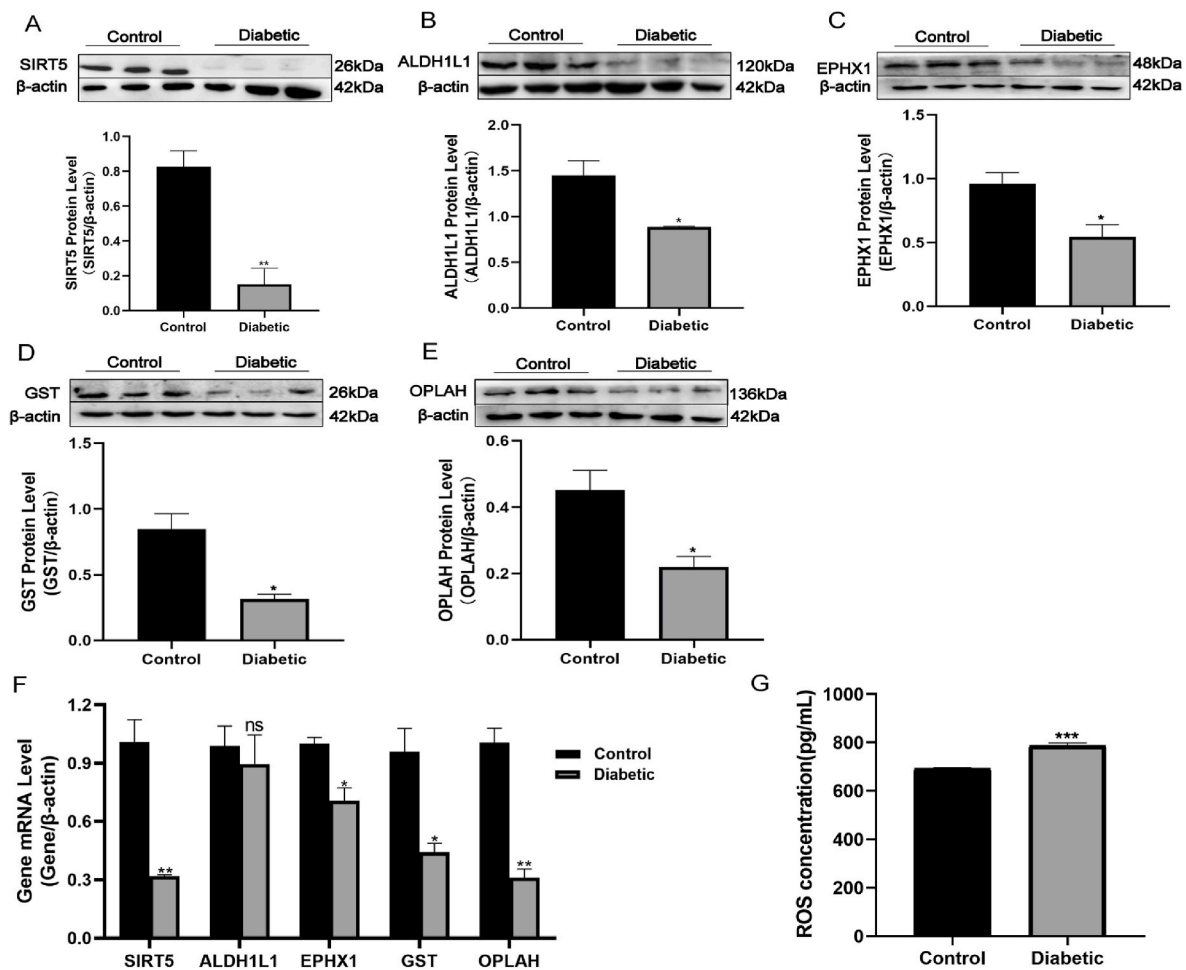 A
Control Diabetic
SIRT5 26kDa
β-actin 42kDa
SIRT5 Protein Level
(SIRT5/β-actin)
1.0
0.8
0.6
0.4
0.2
0.0
Control Diabetic
**
B
Control Diabetic
ALDH1L1 120kDa
β-actin 42kDa
ALDH1L1 Protein Level
(ALDH1L1/β-actin)
2.0
1.5
1.0
0.5
0.0
Control Diabetic
*
C
Control Diabetic
EPHX1 48kDa
β-actin 42kDa
EPHX1 Protein Level
(EPHX1/β-actin)
1.5
1.0
0.5
0.0
Control Diabetic
*
D
Control Diabetic
GST 26kDa
β-actin 42kDa
GST Protein Level
(GST/β-actin)
1.5
1.0
0.5
0.0
Control Diabetic
*
E
Control Diabetic
OPLAH 136kDa
β-actin 42kDa
OPLAH Protein Level
(OPLAH/β-actin)
0.6
0.4
0.2
0.0
Control Diabetic
*
F
Gene mRNA Level
(Gene/β-actin)
1.2
0.9
0.6
0.3
0.0
** ns * * **
SIRT5 ALDH1L1 EPHX1 GST OPLAH
Control
Diabetic
G
ROS concentration(pg/mL)
1000
800
600
400
200
0
***
Control Diabetic